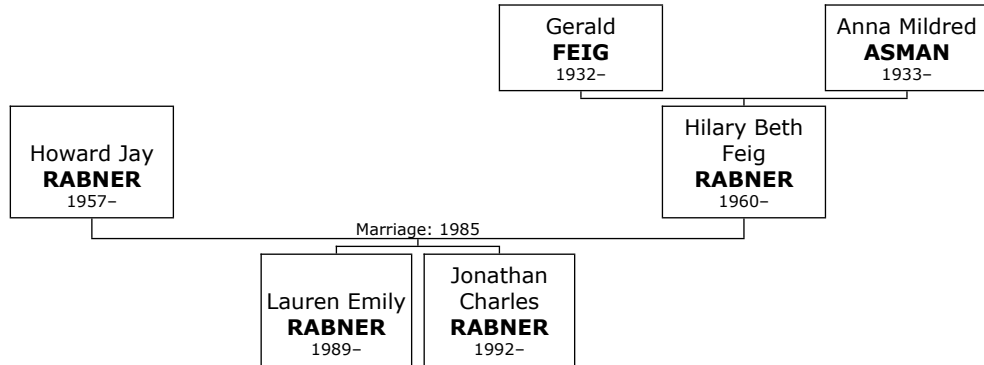 Gerald
FEIG
1932–
Anna Mildred
ASMAN
1933–
Howard Jay
RABNER
1957–
Hilary Beth
Feig
RABNER
1960–
Marriage: 1985
Lauren Emily
RABNER
1989–
Jonathan
Charles
RABNER
1992–